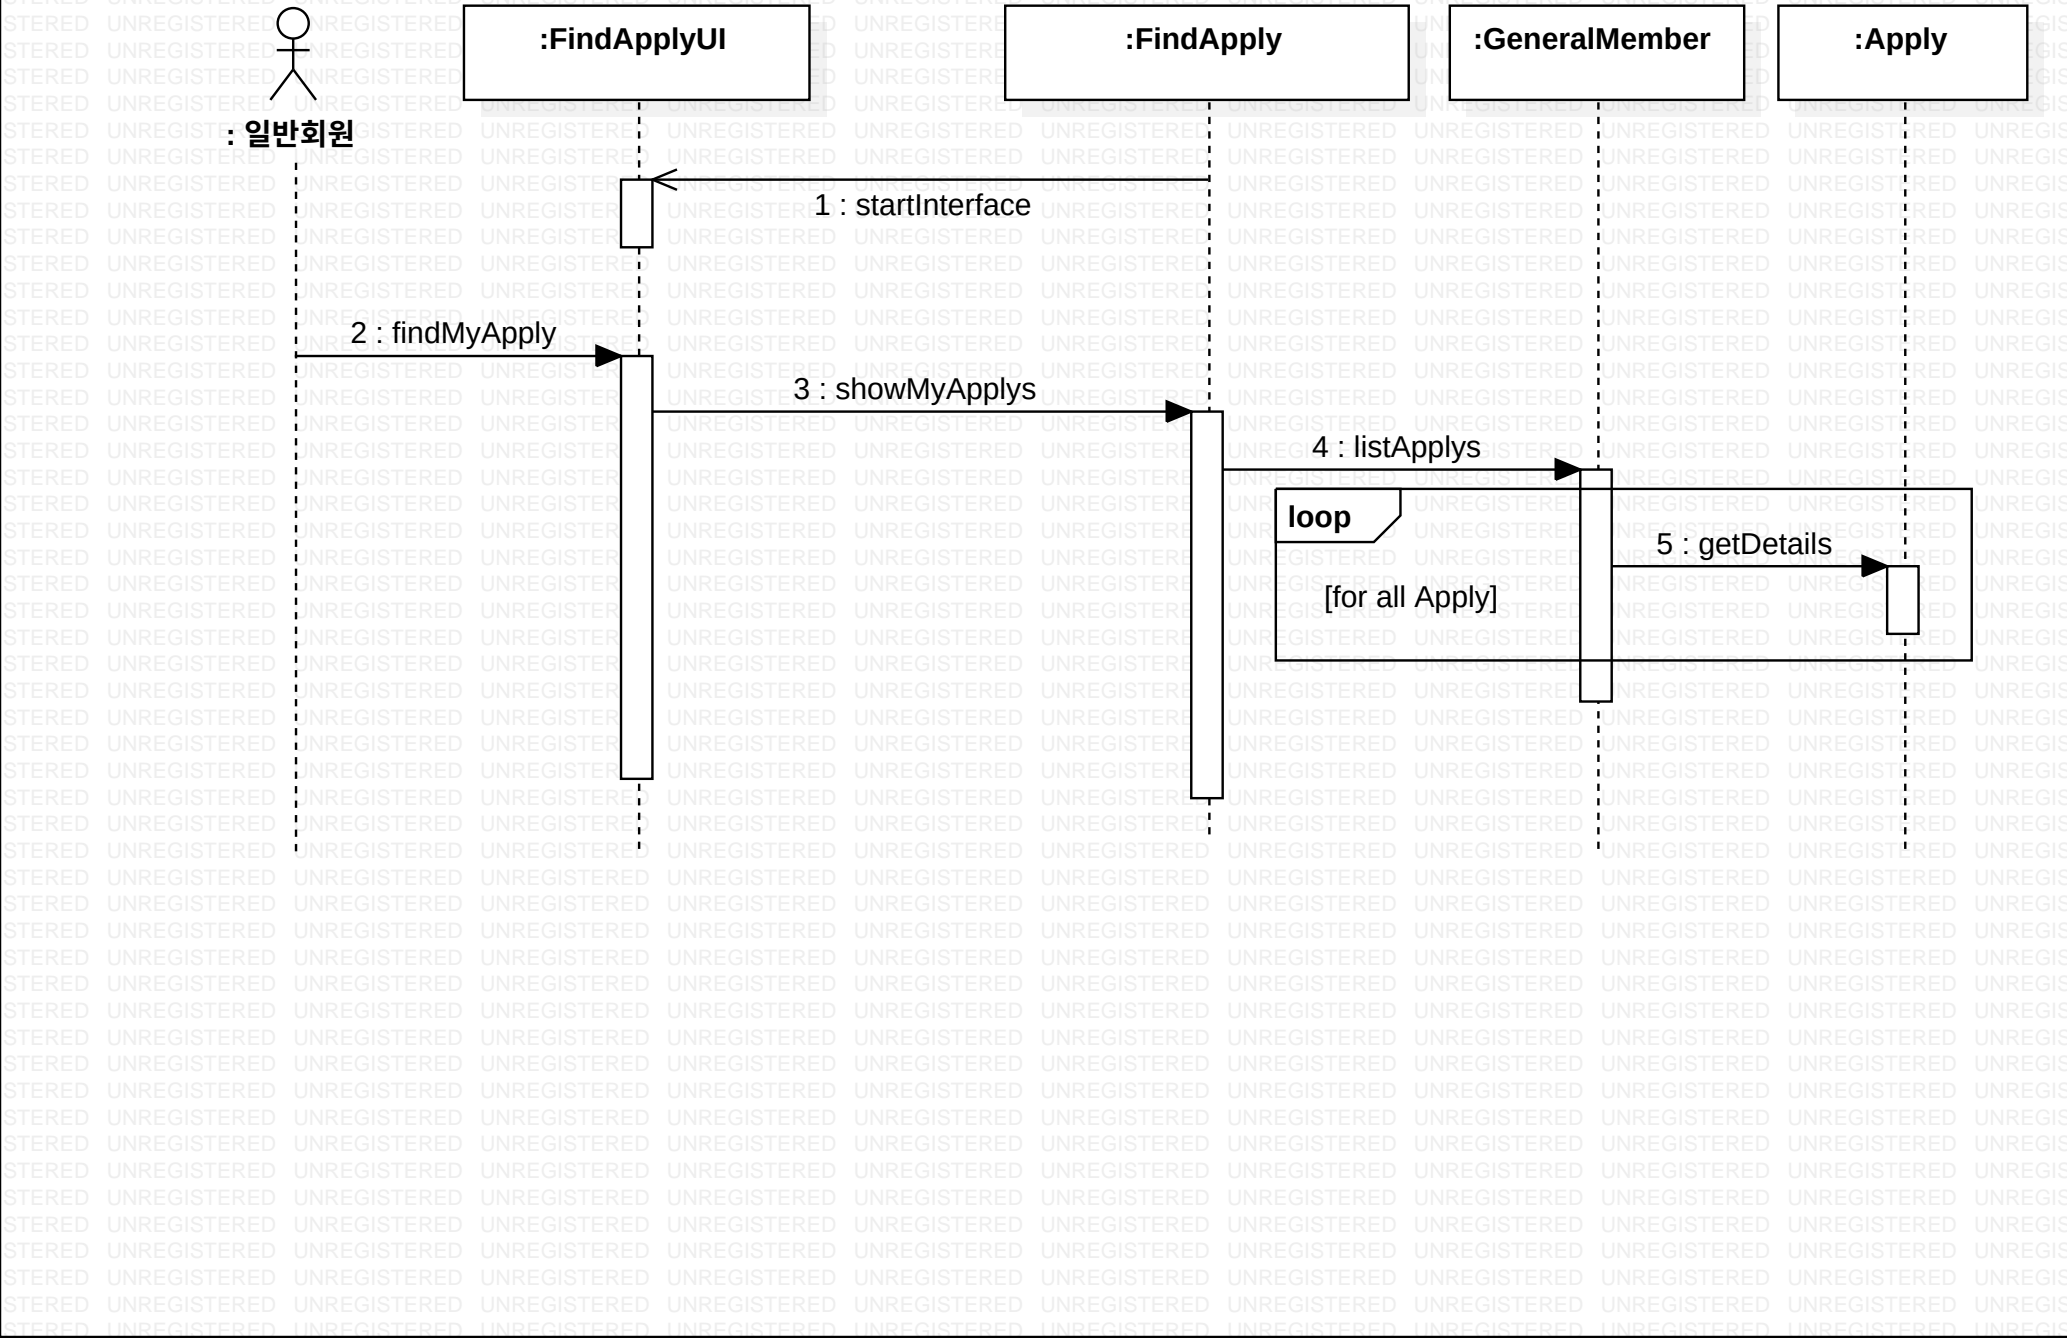 :FindApplyUI
:FindApply
:GeneralMember
:Apply
: 일반회원
1 : startInterface
2 : findMyApply
3 : showMyApplys
4 : listApplys
loop
5 : getDetails
[for all Apply]
UNREGISTERED